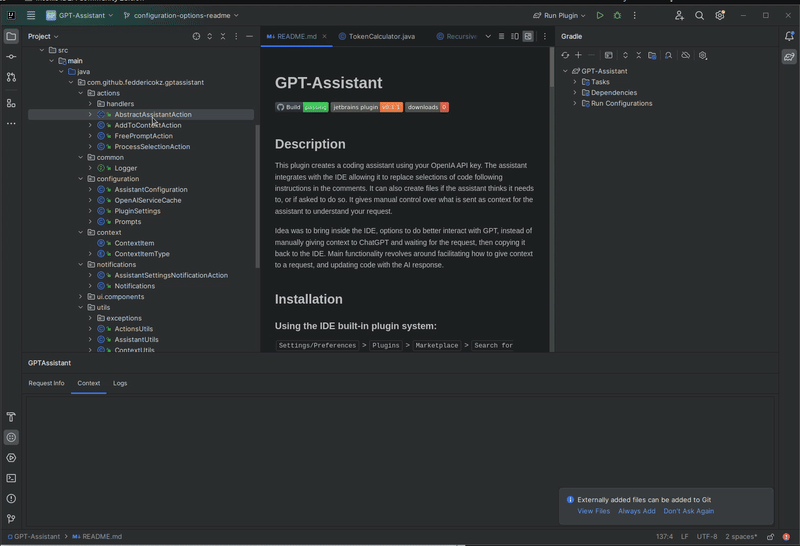 GPT-Assistant
configuration-options-readme
Run Plugin
Project
src
main
java
com.github.feddericokz.gptassistant
actions
handlers
AbstractAssistantAction
AddToContextAction
FreePromptAction
ProcessSelectionAction
common
Logger
configuration
AssistantConfiguration
OpenAIServiceCache
PluginSettings
Prompts
context
ContextItem
ContextItemType
notifications
AssistantSettingsNotificationAction
Notifications
ui.components
utils
exceptions
ActionsUtils
AssistantUtils
ContextUtils
README.md
TokenCalculator.java
Recursiv
GPT-Assistant
Build passing jetbrains plugin v0.2.1 downloads 0
Description
This plugin creates a coding assistant using your OpenIA API key. The assistant
integrates with the IDE allowing it to replace selections of code following
instructions in the comments. It can also create files if the assistant thinks it needs
to, or if asked to do so. It gives manual control over what is sent as context for the
assistant to understand your request.
Idea was to bring inside the IDE, options to do better interact with GPT, instead of
manually giving context to ChatGPT and waiting for the request, then copying it
back to the IDE. Main functionality revolves around facilitating how to give context
to a request, and updating code with the AI response.
Installation
Using the IDE built-in plugin system:
Settings/Preferences > Plugins > Marketplace > Search for
Gradle
GPT-Assistant
Tasks
Dependencies
Run Configurations
GPTAssistant
Request Info
Context
Logs
Externally added files can be added to Git
View Files Always Add Don't Ask Again
GPT-Assistant > README.md
137:4 LF UTF-8 2 spaces*